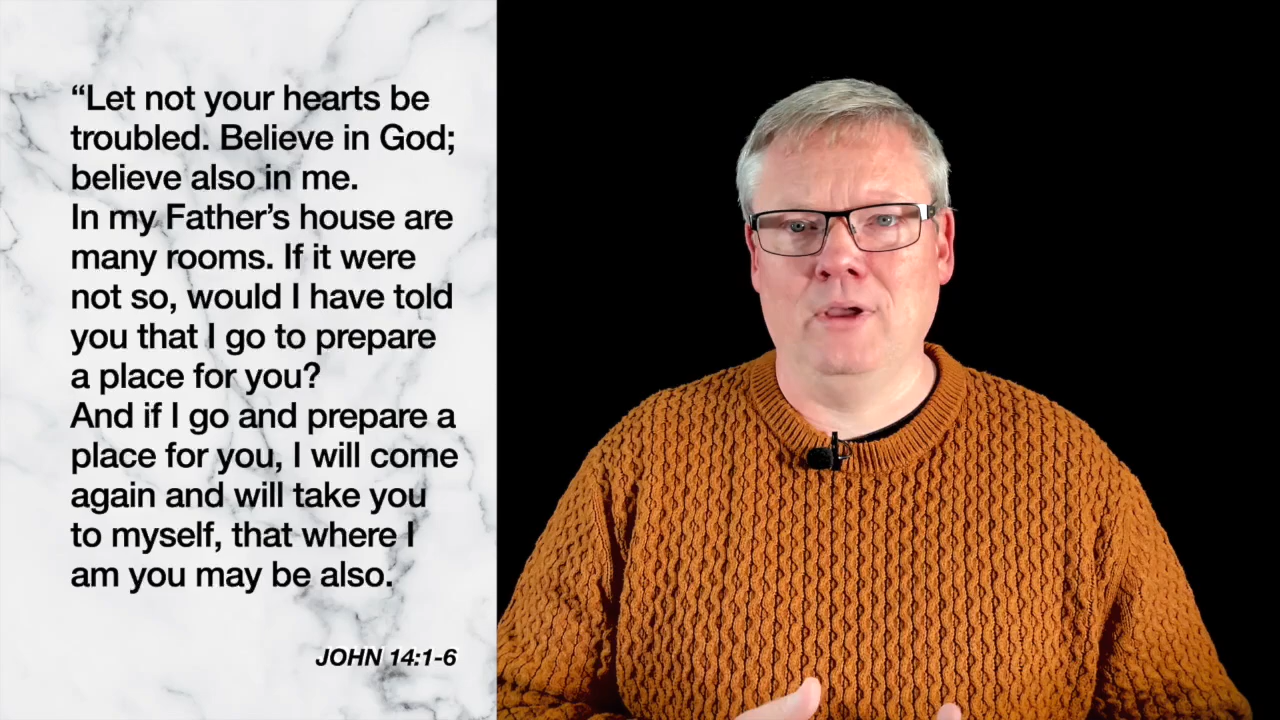 “Let not your hearts be
troubled. Believe in God;
believe also in me.
In my Father’s house are
many rooms. If it were
not so, would I have told
you that I go to prepare
a place for you?
And if I go and prepare a
place for you, I will come
again and will take you
to myself, that where I
am you may be also.
JOHN 14:1-6